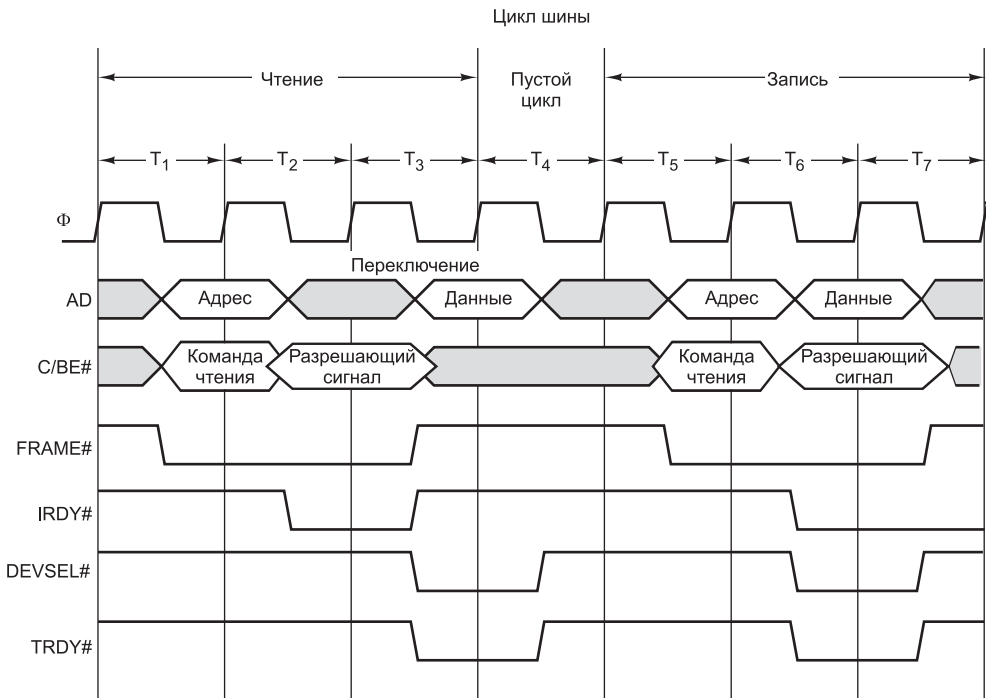 Цикл шины
Чтение
Пустой
цикл
Запись
T1
T2
T3
T4
T5
T6
T7
Φ
Переключение
AD
Адрес
Данные
Адрес
Данные
C/BE#
Команда
чтения
Разрешающий
сигнал
Команда
чтения
Разрешающий
сигнал
FRAME#
IRDY#
DEVSEL#
TRDY#